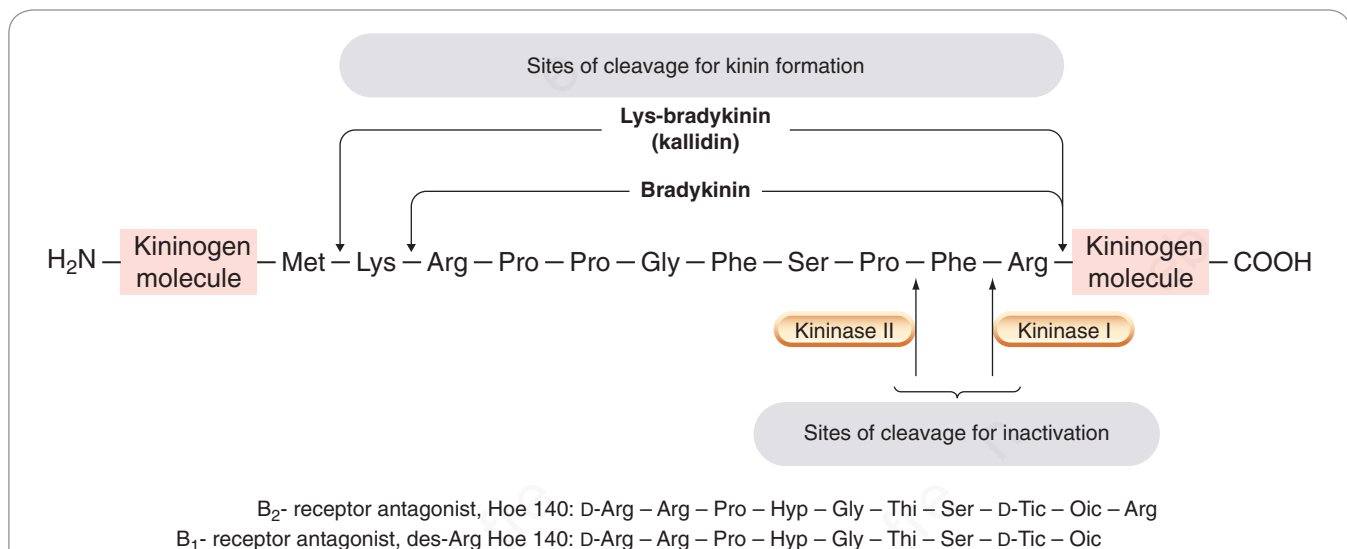 Sites of cleavage for kinin formation
Lys-bradykinin
(kallidin)
Bradykinin
H₂N – Kininogen molecule – Met – Lys – Arg – Pro – Pro – Gly – Phe – Ser – Pro – Phe – Arg – Kininogen molecule – COOH
Kininase II
Kininase I
Sites of cleavage for inactivation
B₂- receptor antagonist, Hoe 140: D-Arg – Arg – Pro – Hyp – Gly – Thi – Ser – D-Tic – Oic – Arg
B₁- receptor antagonist, des-Arg Hoe 140: D-Arg – Arg – Pro – Hyp – Gly – Thi – Ser – D-Tic – Oic